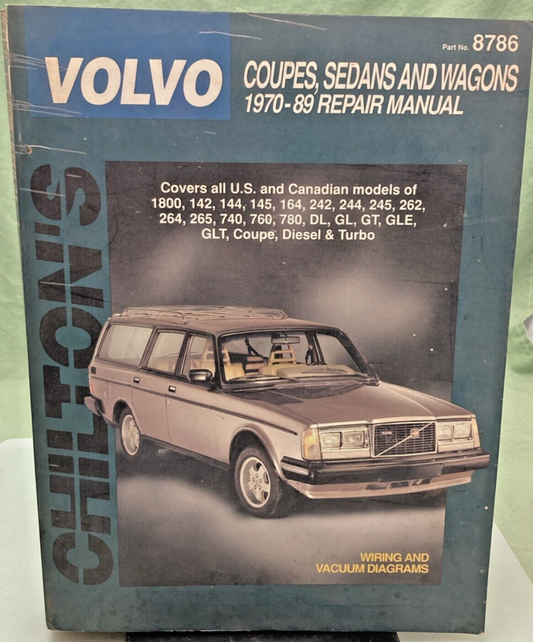 Part No. 8786
VOLVO
COUPES, SEDANS AND WAGONS
1970-89 REPAIR MANUAL
CHILTON'S
Covers all U.S. and Canadian models of
1800, 142, 144, 145, 164, 242, 244, 245, 262,
264, 265, 740, 760, 780, DL, GL, GT, GLE,
GLT, Coupe, Diesel & Turbo
WIRING AND
VACUUM DIAGRAMS